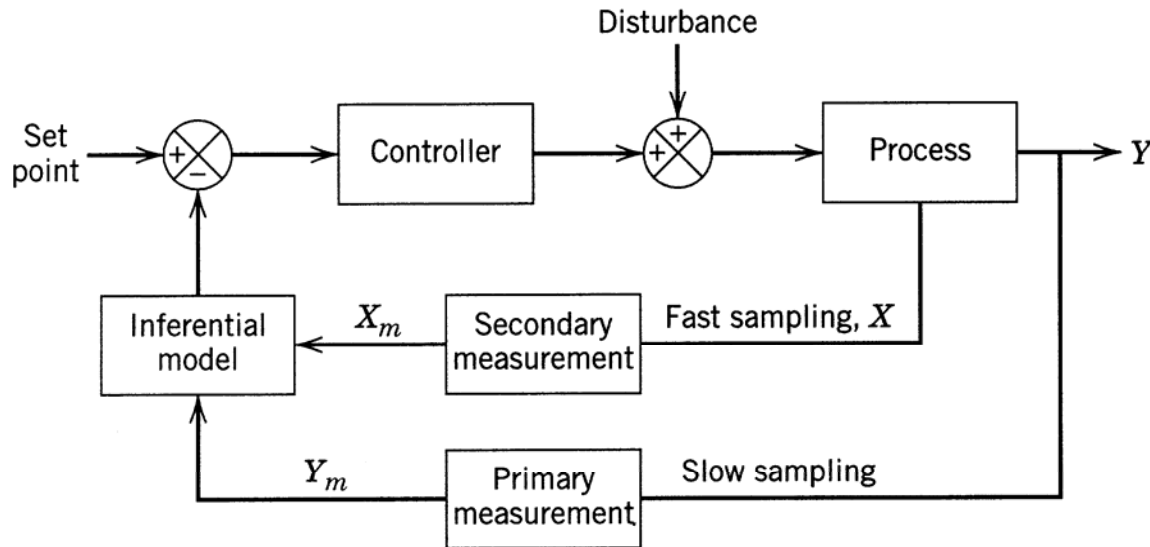 Disturbance
Set
point
+
−
Controller
+
+
Process
Y
Inferential
model
X_m
Secondary
measurement
Fast sampling, X
Y_m
Primary
measurement
Slow sampling